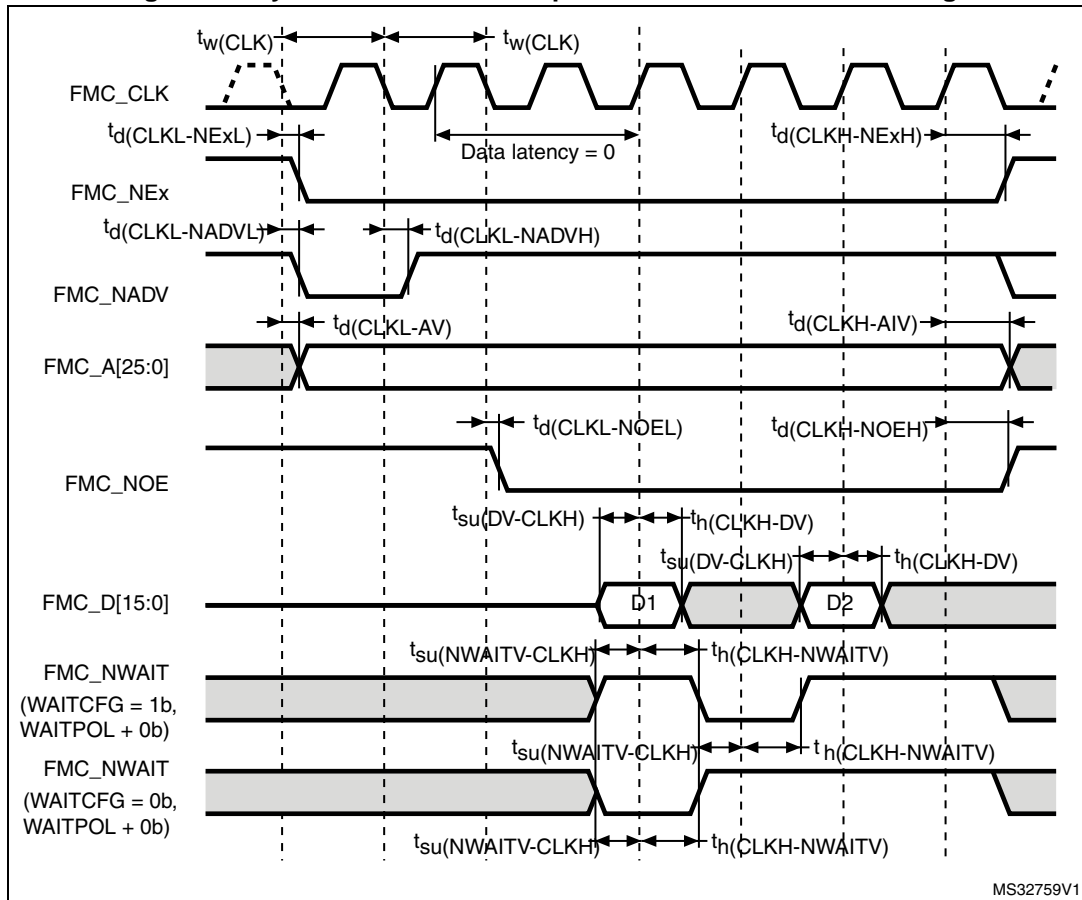 tw(CLK) tw(CLK)
FMC_CLK
td(CLKL-NExL) Data latency = 0 td(CLKH-NExH)
FMC_NEx
td(CLKL-NADVL) td(CLKL-NADVH)
FMC_NADV
td(CLKL-AV) td(CLKH-AIV)
FMC_A[25:0]
td(CLKL-NOEL) td(CLKH-NOEH)
FMC_NOE
tsu(DV-CLKH) th(CLKH-DV)
tsu(DV-CLKH) th(CLKH-DV)
FMC_D[15:0] D1 D2
tsu(NWAITV-CLKH) th(CLKH-NWAITV)
FMC_NWAIT
(WAITCFG = 1b,
WAITPOL + 0b)
tsu(NWAITV-CLKH) th(CLKH-NWAITV)
FMC_NWAIT
(WAITCFG = 0b,
WAITPOL + 0b)
tsu(NWAITV-CLKH) th(CLKH-NWAITV)
MS32759V1